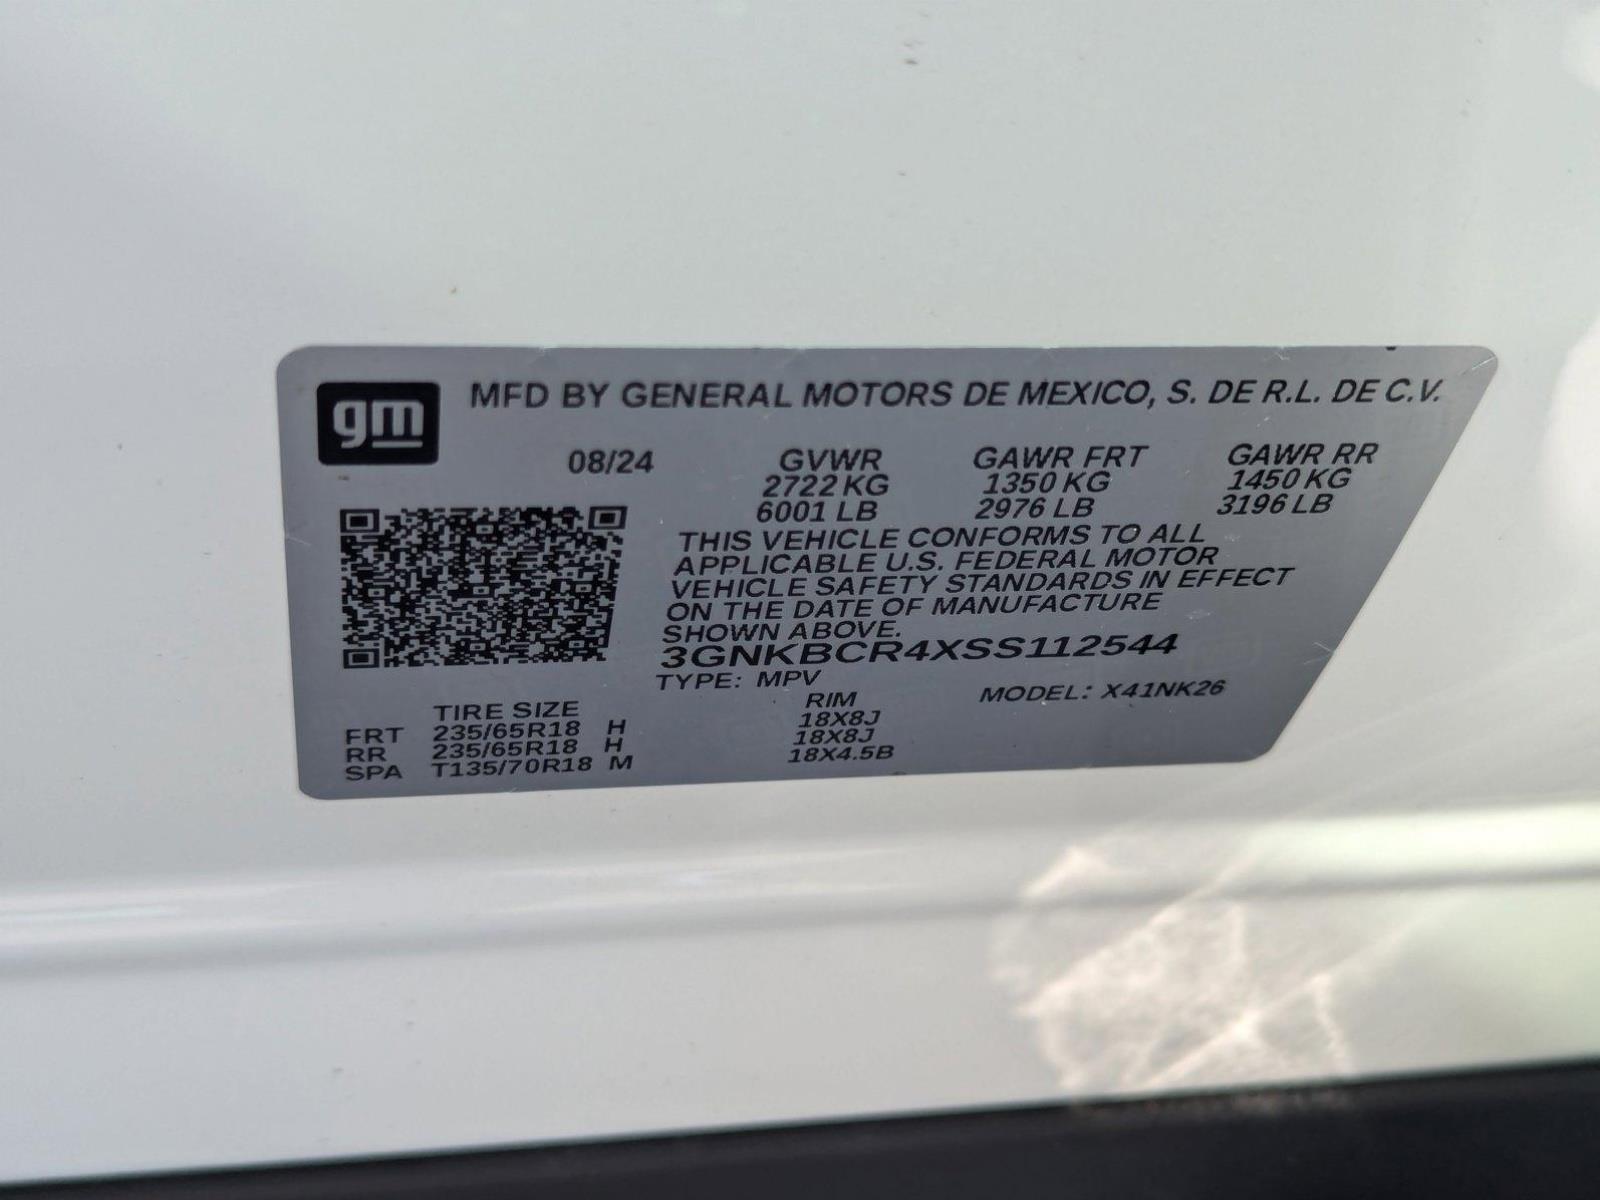 gm
MFD BY GENERAL MOTORS DE MEXICO, S. DE R.L. DE C.V.
08/24 GVWR GAWR FRT GAWR RR
2722 KG 1350 KG 1450 KG
6001 LB 2976 LB 3196 LB
THIS VEHICLE CONFORMS TO ALL
APPLICABLE U.S. FEDERAL MOTOR
VEHICLE SAFETY STANDARDS IN EFFECT
ON THE DATE OF MANUFACTURE
SHOWN ABOVE.
3GNKBCR4XSS112544
TYPE: MPV MODEL: X41NK26
TIRE SIZE RIM
FRT 235/65R18 H 18X8J
RR 235/65R18 H 18X8J
SPA T135/70R18 M 18X4.5B